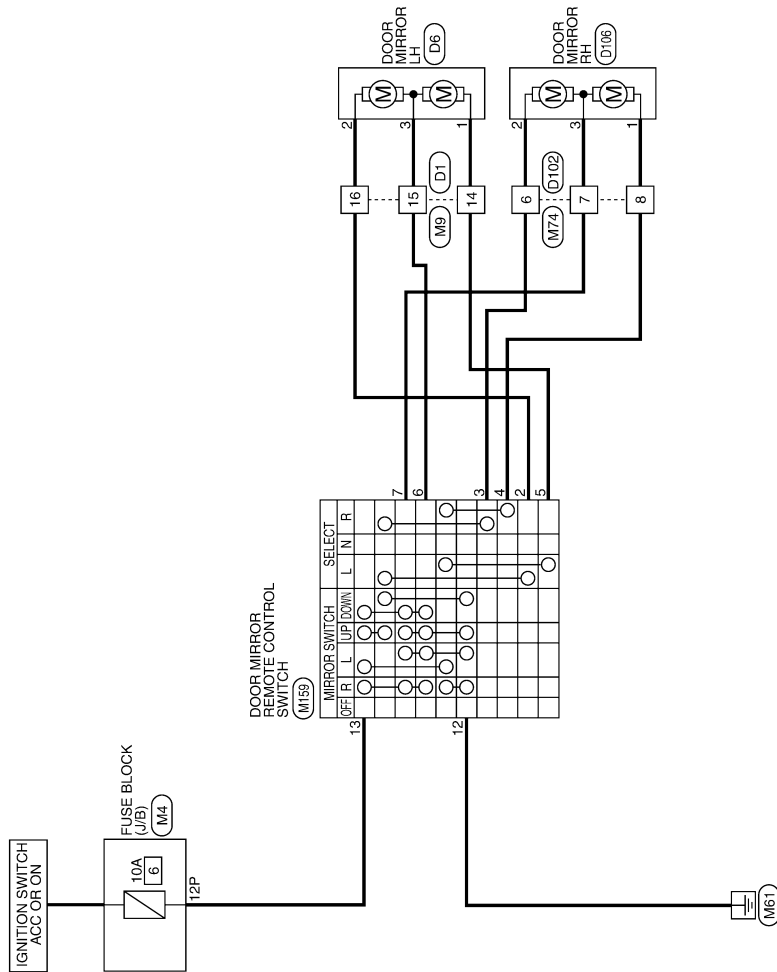 IGNITION SWITCH
ACC OR ON
FUSE BLOCK
(J/B)
M4
10A
6
12P
DOOR MIRROR
REMOTE CONTROL
SWITCH
M159
MIRROR SWITCH
SELECT
OFF
R
L
UP
DOWN
L
N
R
13
12
7
6
3
4
2
5
M61
DOOR
MIRROR
LH
D6
M
M
2
3
1
16
15
14
M9
D1
DOOR
MIRROR
RH
D106
M
M
2
3
1
6
7
8
M74
D102